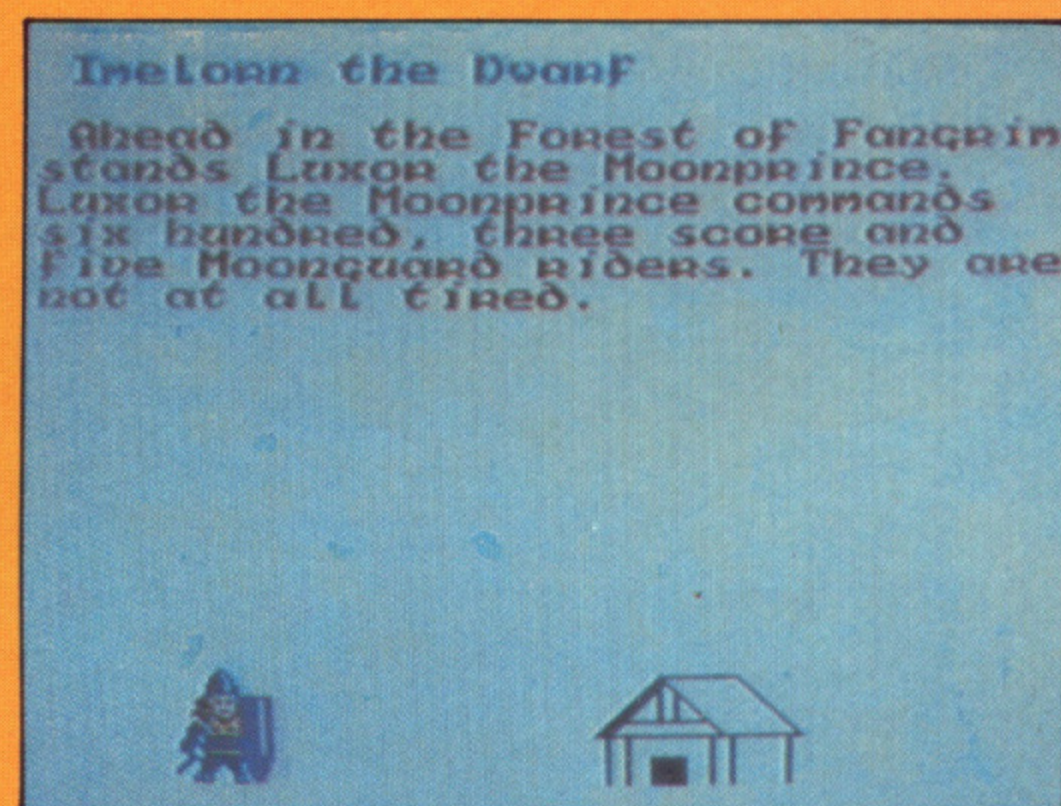 Imelorn the Dwarf
Ahead in the Forest of Fangrim
stands Luxor the Moonprince.
Luxor the Moonprince commands
six hundred, three score and
five Moonguard riders. They are
not at all tired.